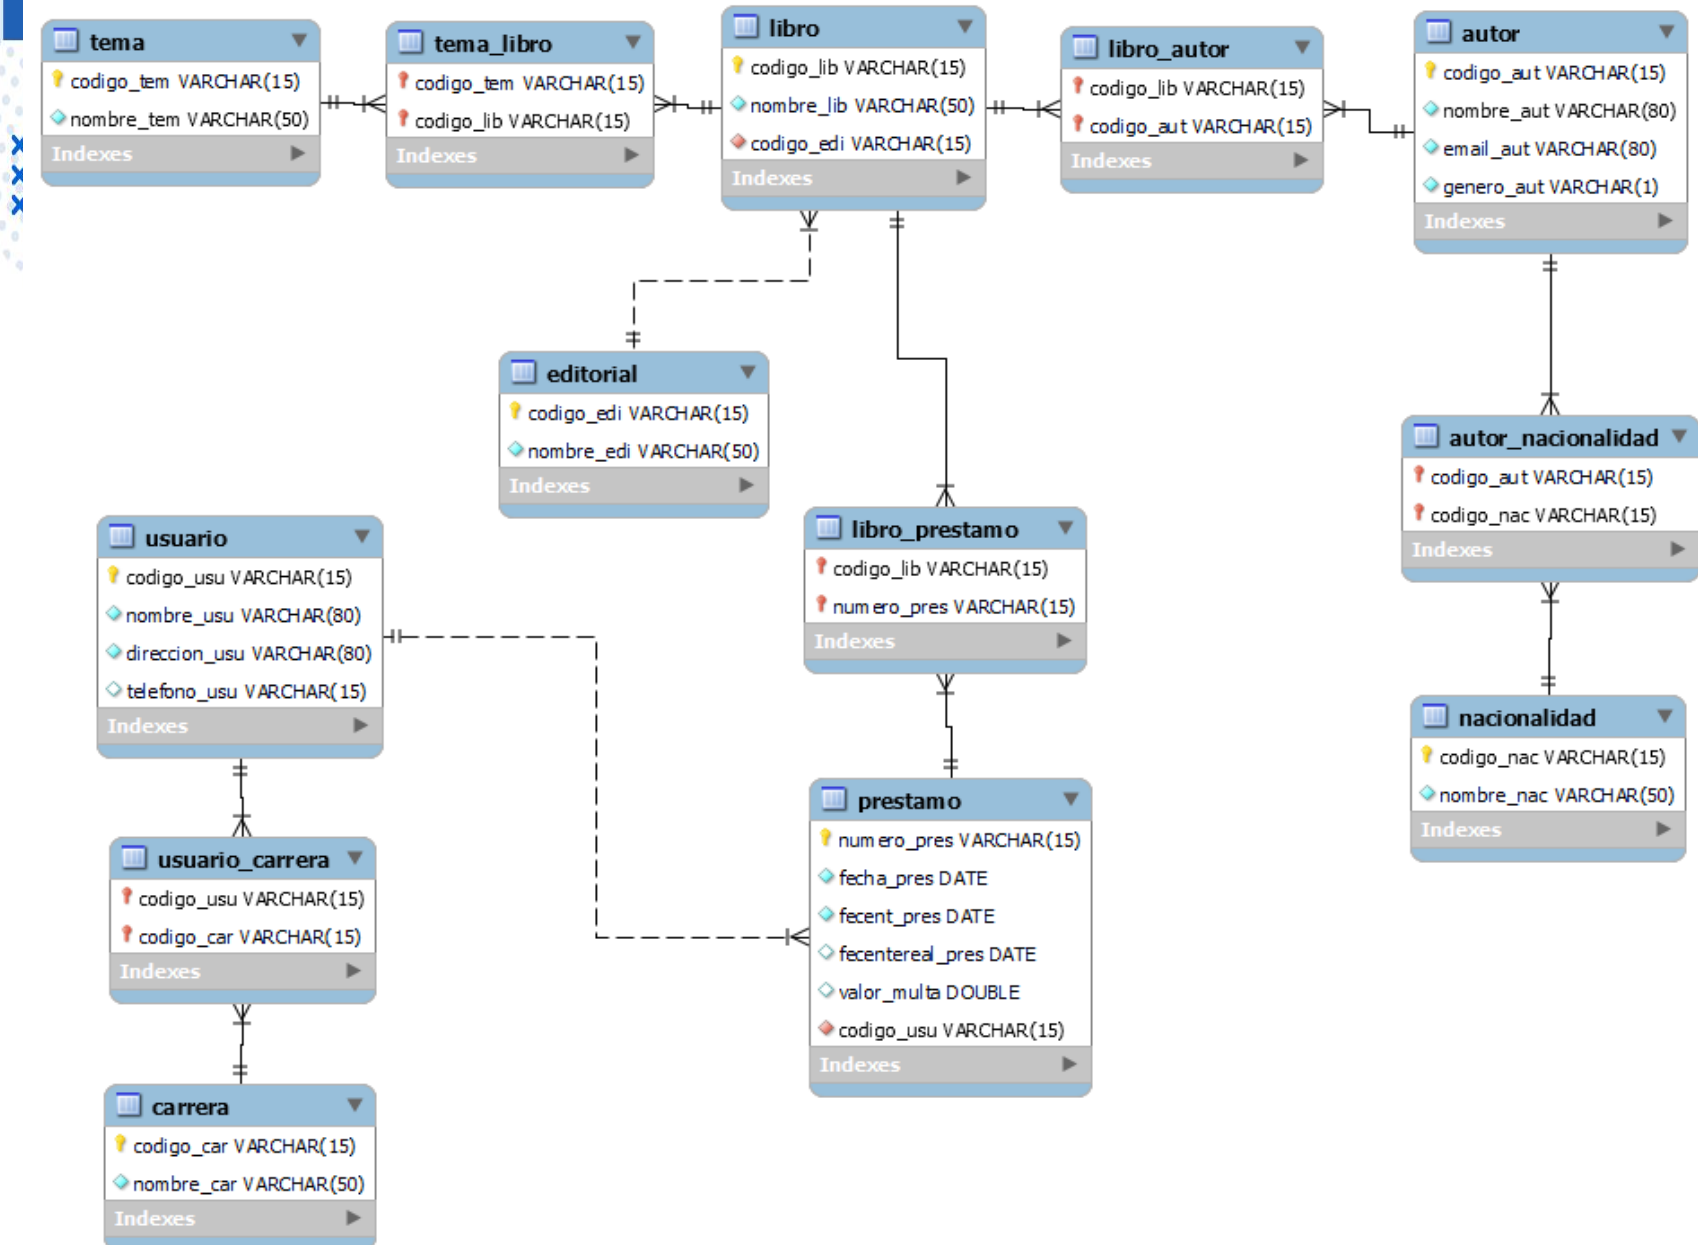 tema
codigo_tem VARCHAR(15)
nombre_tem VARCHAR(50)
Indexes
tema_libro
codigo_tem VARCHAR(15)
codigo_lib VARCHAR(15)
Indexes
libro
codigo_lib VARCHAR(15)
nombre_lib VARCHAR(50)
codigo_edi VARCHAR(15)
Indexes
libro_autor
codigo_lib VARCHAR(15)
codigo_aut VARCHAR(15)
Indexes
autor
codigo_aut VARCHAR(15)
nombre_aut VARCHAR(80)
email_aut VARCHAR(80)
genero_aut VARCHAR(1)
Indexes
editorial
codigo_edi VARCHAR(15)
nombre_edi VARCHAR(50)
Indexes
autor_nacionalidad
codigo_aut VARCHAR(15)
codigo_nac VARCHAR(15)
Indexes
usuario
codigo_usu VARCHAR(15)
nombre_usu VARCHAR(80)
direccion_usu VARCHAR(80)
telefono_usu VARCHAR(15)
Indexes
libro_prestamo
codigo_lib VARCHAR(15)
numero_pres VARCHAR(15)
Indexes
nacionalidad
codigo_nac VARCHAR(15)
nombre_nac VARCHAR(50)
Indexes
prestamo
numero_pres VARCHAR(15)
fecha_pres DATE
fecent_pres DATE
fecentereal_pres DATE
valor_multa DOUBLE
codigo_usu VARCHAR(15)
Indexes
usuario_carrera
codigo_usu VARCHAR(15)
codigo_car VARCHAR(15)
Indexes
carrera
codigo_car VARCHAR(15)
nombre_car VARCHAR(50)
Indexes